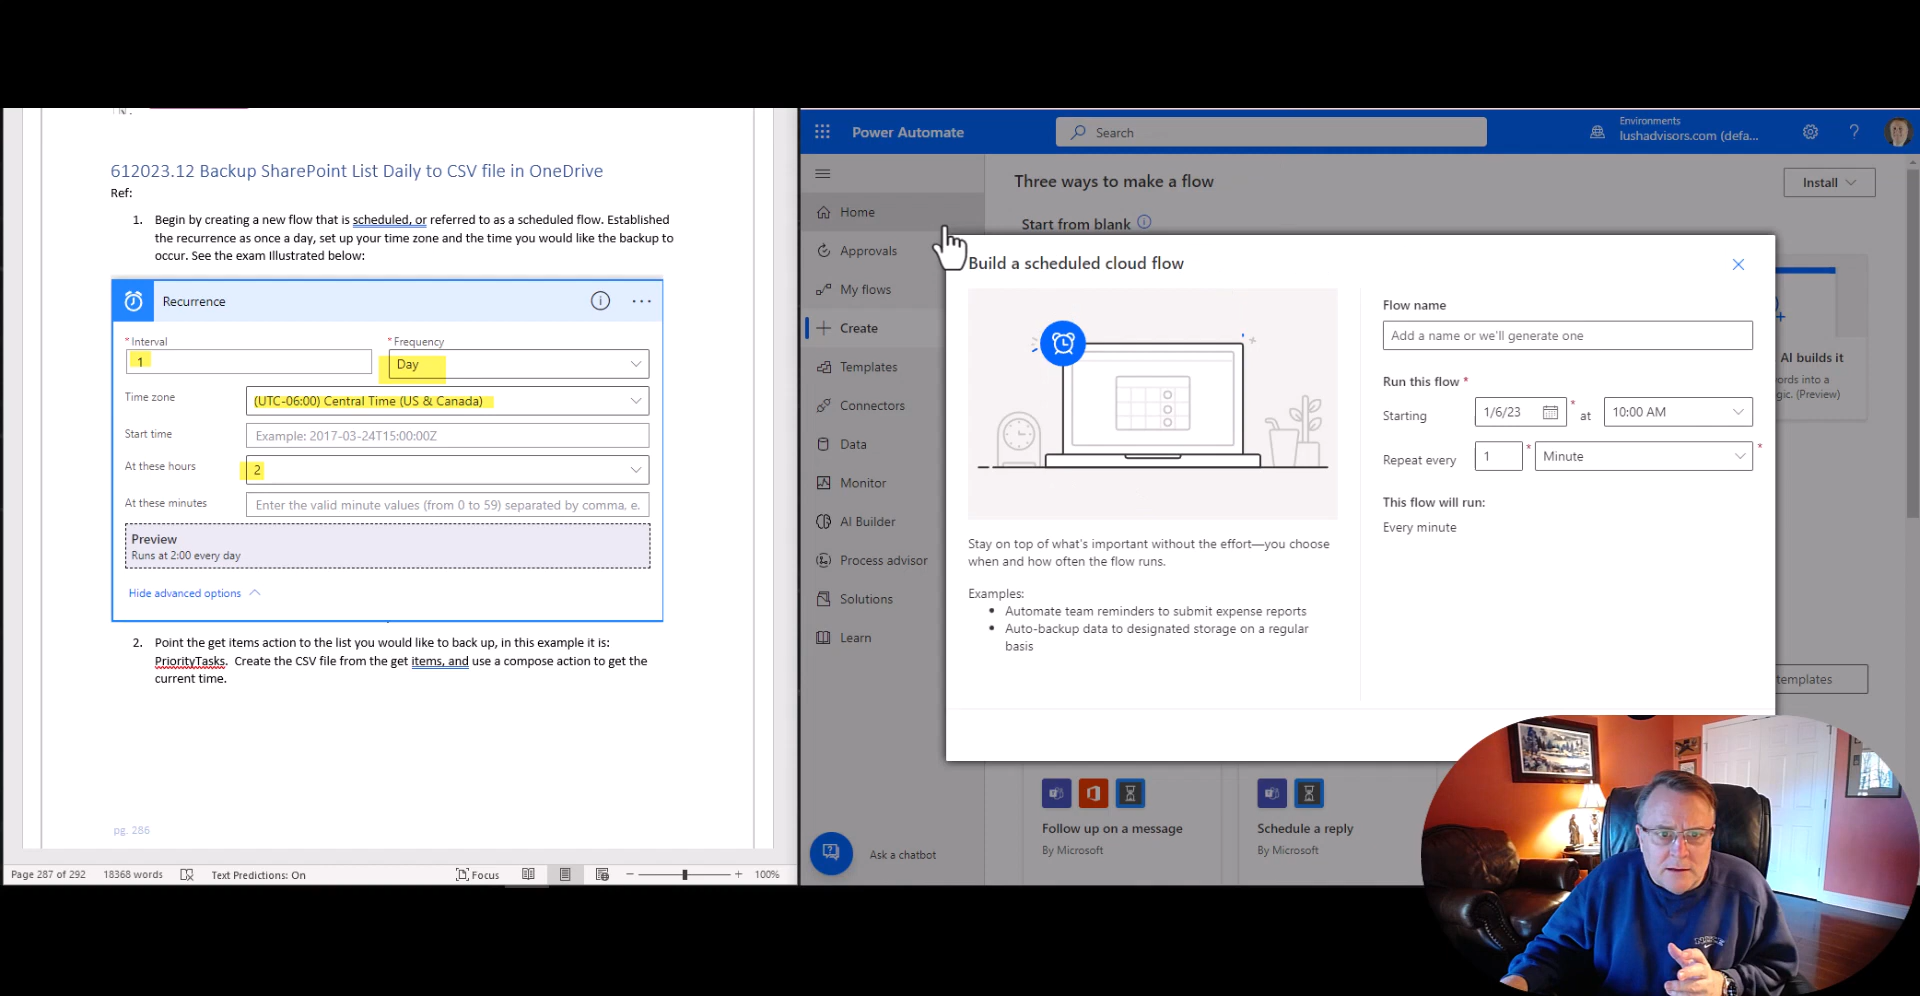 612023.12 Backup SharePoint List Daily to CSV file in OneDrive
Ref:
1. Begin by creating a new flow that is scheduled, or referred to as a scheduled flow. Established
the recurrence as once a day, set up your time zone and the time you would like the backup to
occur. See the exam Illustrated below:
Recurrence
* Interval
* Frequency
1
Day
Time zone
(UTC-06:00) Central Time (US & Canada)
Start time
Example: 2017-03-24T15:00:00Z
At these hours
2
At these minutes
Enter the valid minute values (from 0 to 59) separated by comma, e.
Preview
Runs at 2:00 every day
Hide advanced options
2. Point the get items action to the list you would like to back up, in this example it is:
PriorityTasks. Create the CSV file from the get items, and use a compose action to get the
current time.
pg. 286
Page 287 of 292
18368 words
Text Predictions: On
Focus
100%
Power Automate
Search
Environments
lushadvisors.com (defa...
?
Home
Approvals
My flows
Create
Templates
Connectors
Data
Monitor
AI Builder
Process advisor
Solutions
Learn
Ask a chatbot
Three ways to make a flow
Install
Start from blank
Build a scheduled cloud flow
Stay on top of what's important without the effort—you choose
when and how often the flow runs.
Examples:
• Automate team reminders to submit expense reports
• Auto-backup data to designated storage on a regular
basis
Flow name
Add a name or we'll generate one
Run this flow *
Starting
1/6/23
* at
10:00 AM
Repeat every
1
*
Minute
*
This flow will run:
Every minute
AI builds it
ords into a
gic. (Preview)
templates
Follow up on a message
By Microsoft
Schedule a reply
By Microsoft